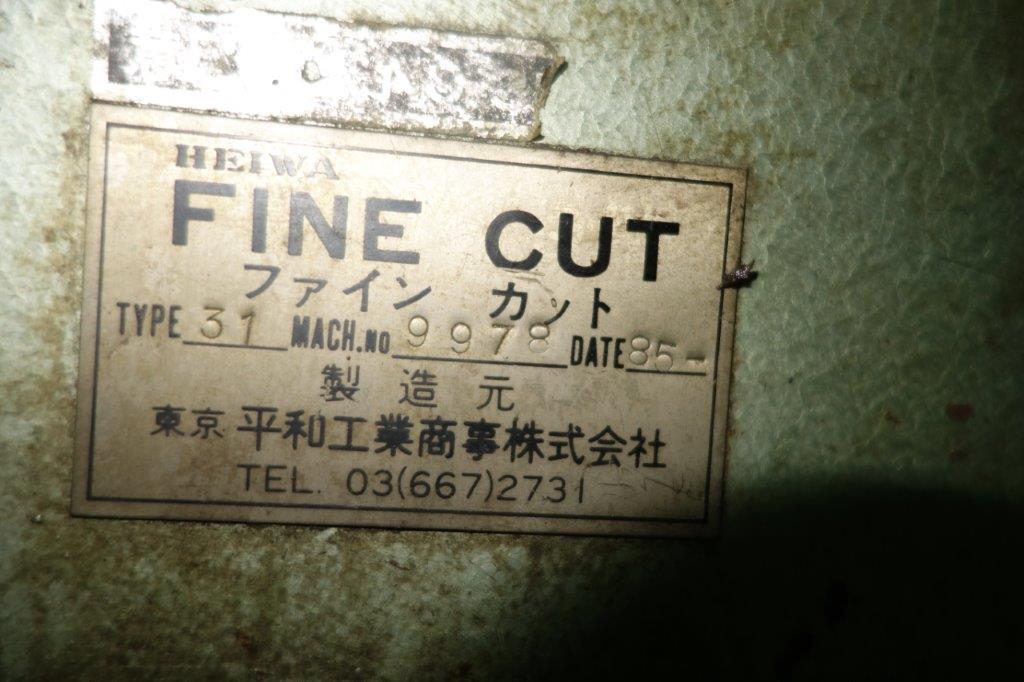 HEIWA
FINE CUT
ファイン カット
TYPE 31 MACH.NO 9978 DATE 85-
製造元
東京 平和工業商事株式会社
TEL. 03(667)2731